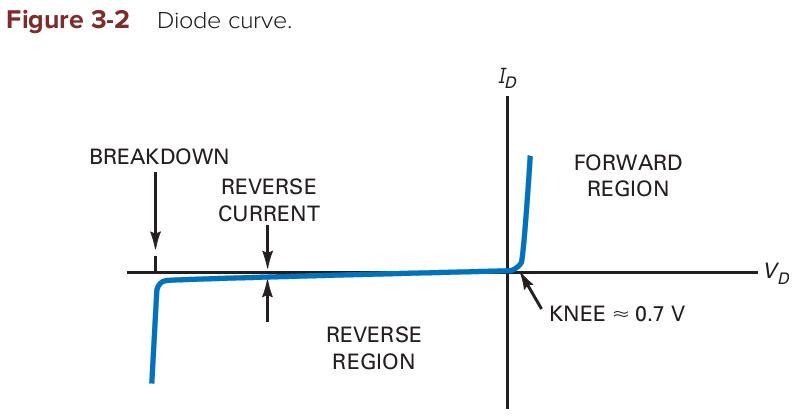 Figure 3-2 Diode curve.
I_D
BREAKDOWN
FORWARD
REGION
REVERSE
CURRENT
V_D
KNEE ≈ 0.7 V
REVERSE
REGION